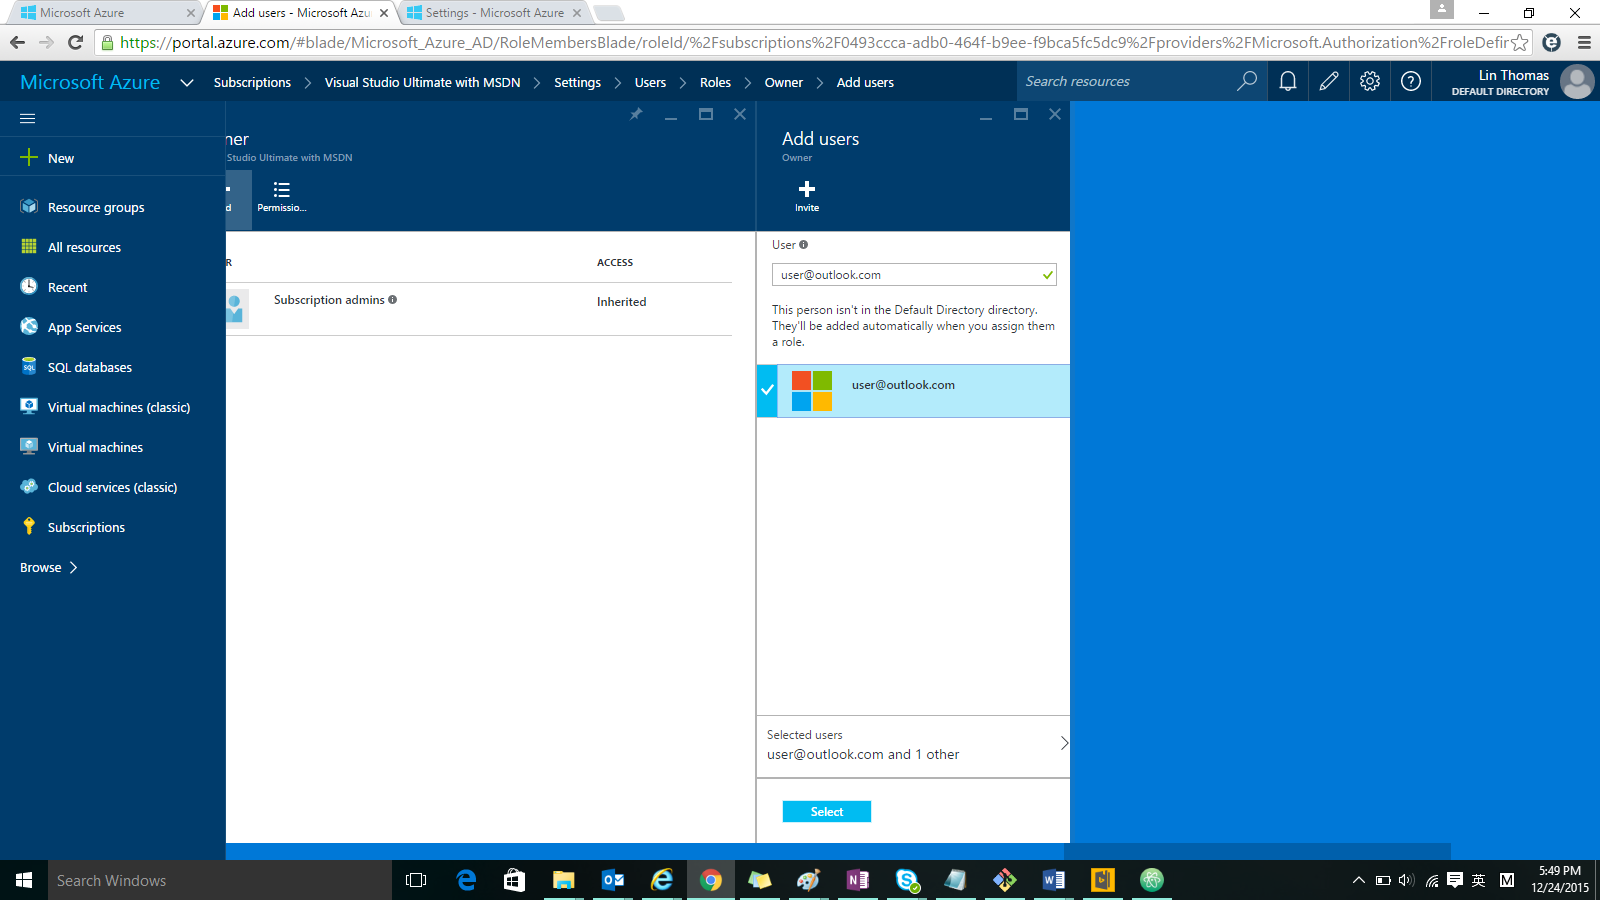 Microsoft Azure
Add users - Microsoft Azu
Settings - Microsoft Azure
https://portal.azure.com/#blade/Microsoft_Azure_AD/RoleMembersBlade/roleId/%2Fsubscriptions%2F0493ccca-adb0-464f-b9ee-f9bca5fc5dc9%2Fproviders%2FMicrosoft.Authorization%2FroleDefir
Microsoft Azure
Subscriptions > Visual Studio Ultimate with MSDN > Settings > Users > Roles > Owner > Add users
Search resources
Lin Thomas
DEFAULT DIRECTORY
New
Resource groups
All resources
Recent
App Services
SQL databases
Virtual machines (classic)
Virtual machines
Cloud services (classic)
Subscriptions
Browse
ner
Studio Ultimate with MSDN
d
Permissio...
R
ACCESS
Subscription admins
Inherited
Add users
Owner
Invite
User
user@outlook.com
This person isn't in the Default Directory directory.
They'll be added automatically when you assign them
a role.
user@outlook.com
Selected users
user@outlook.com and 1 other
Select
Search Windows
英
M
5:49 PM
12/24/2015